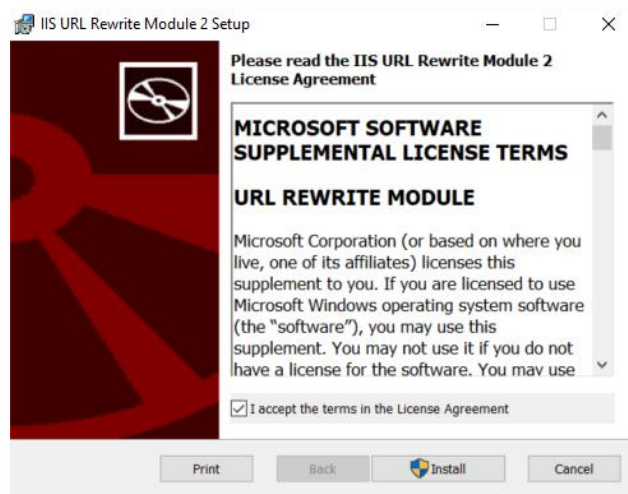 IIS URL Rewrite Module 2 Setup
Please read the IIS URL Rewrite Module 2
License Agreement
MICROSOFT SOFTWARE
SUPPLEMENTAL LICENSE TERMS
URL REWRITE MODULE
Microsoft Corporation (or based on where you
live, one of its affiliates) licenses this
supplement to you. If you are licensed to use
Microsoft Windows operating system software
(the “software”), you may use this
supplement. You may not use it if you do not
have a license for the software. You may use
I accept the terms in the License Agreement
Print
Back
Install
Cancel